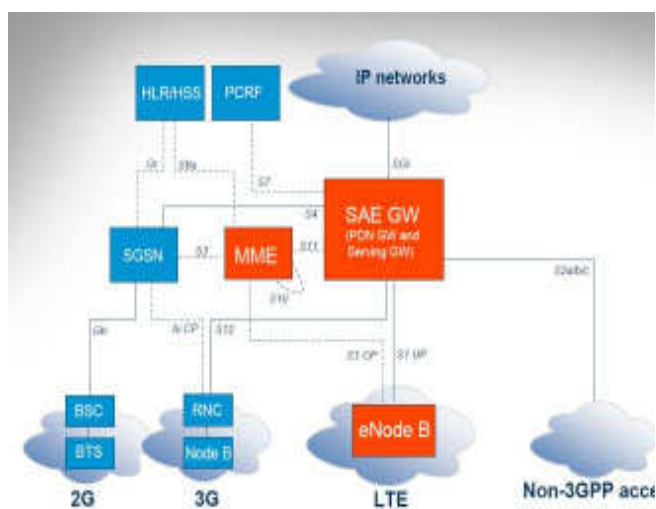 IP networks
HLR/HSS
PCRF
Gr
S6a
S7
SGi
S4
SAE GW
(PDN GW and
Serving GW)
SGSN
S3
MME
S11
S10
S2a/b/c
Gb
Iu CP
S12
S1 CP
S1 UP
BSC
RNC
eNode B
BTS
Node B
2G
3G
LTE
Non-3GPP acce